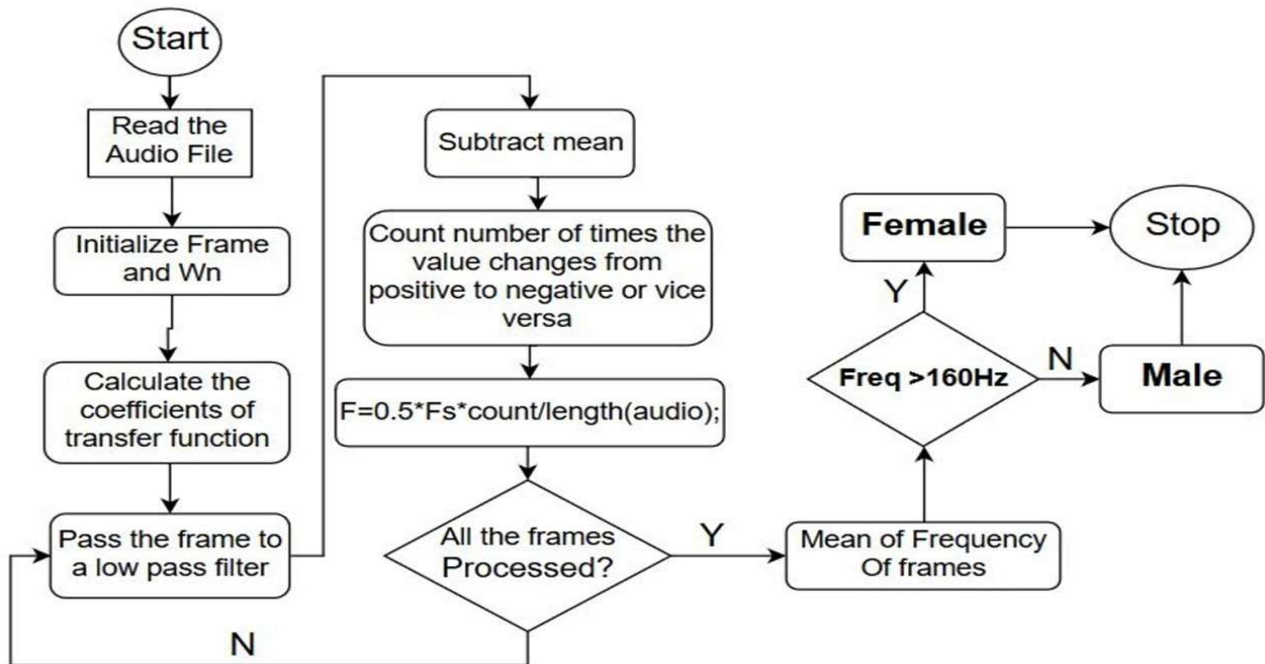 Start
Read the
Audio File
Initialize Frame
and Wn
Calculate the
coefficients of
transfer function
Pass the frame to
a low pass filter
Subtract mean
Count number of times the
value changes from
positive to negative or vice
versa
F=0.5*Fs*count/length(audio);
All the frames
Processed?
N
Y
Mean of Frequency
Of frames
Freq >160Hz
Y
Female
N
Male
Stop